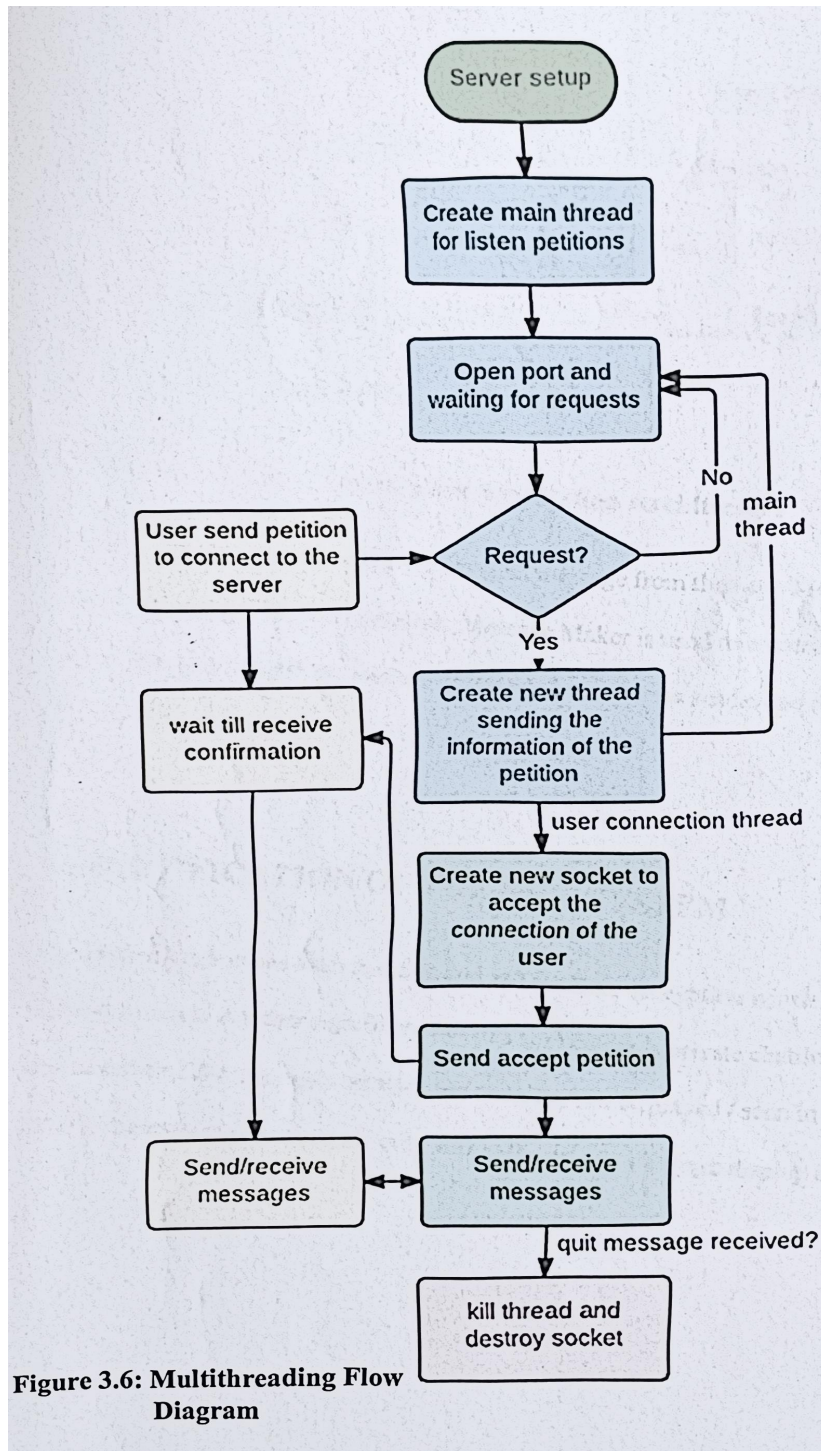 Server setup
Create main thread
for listen petitions
Open port and
waiting for requests
No
main
thread
User send petition
to connect to the
server
Request?
Yes
wait till receive
confirmation
Create new thread
sending the
information of the
petition
user connection thread
Create new socket to
accept the
connection of the
user
Send accept petition
Send/receive
messages
Send/receive
messages
quit message received?
kill thread and
destroy socket
Figure 3.6: Multithreading Flow
Diagram